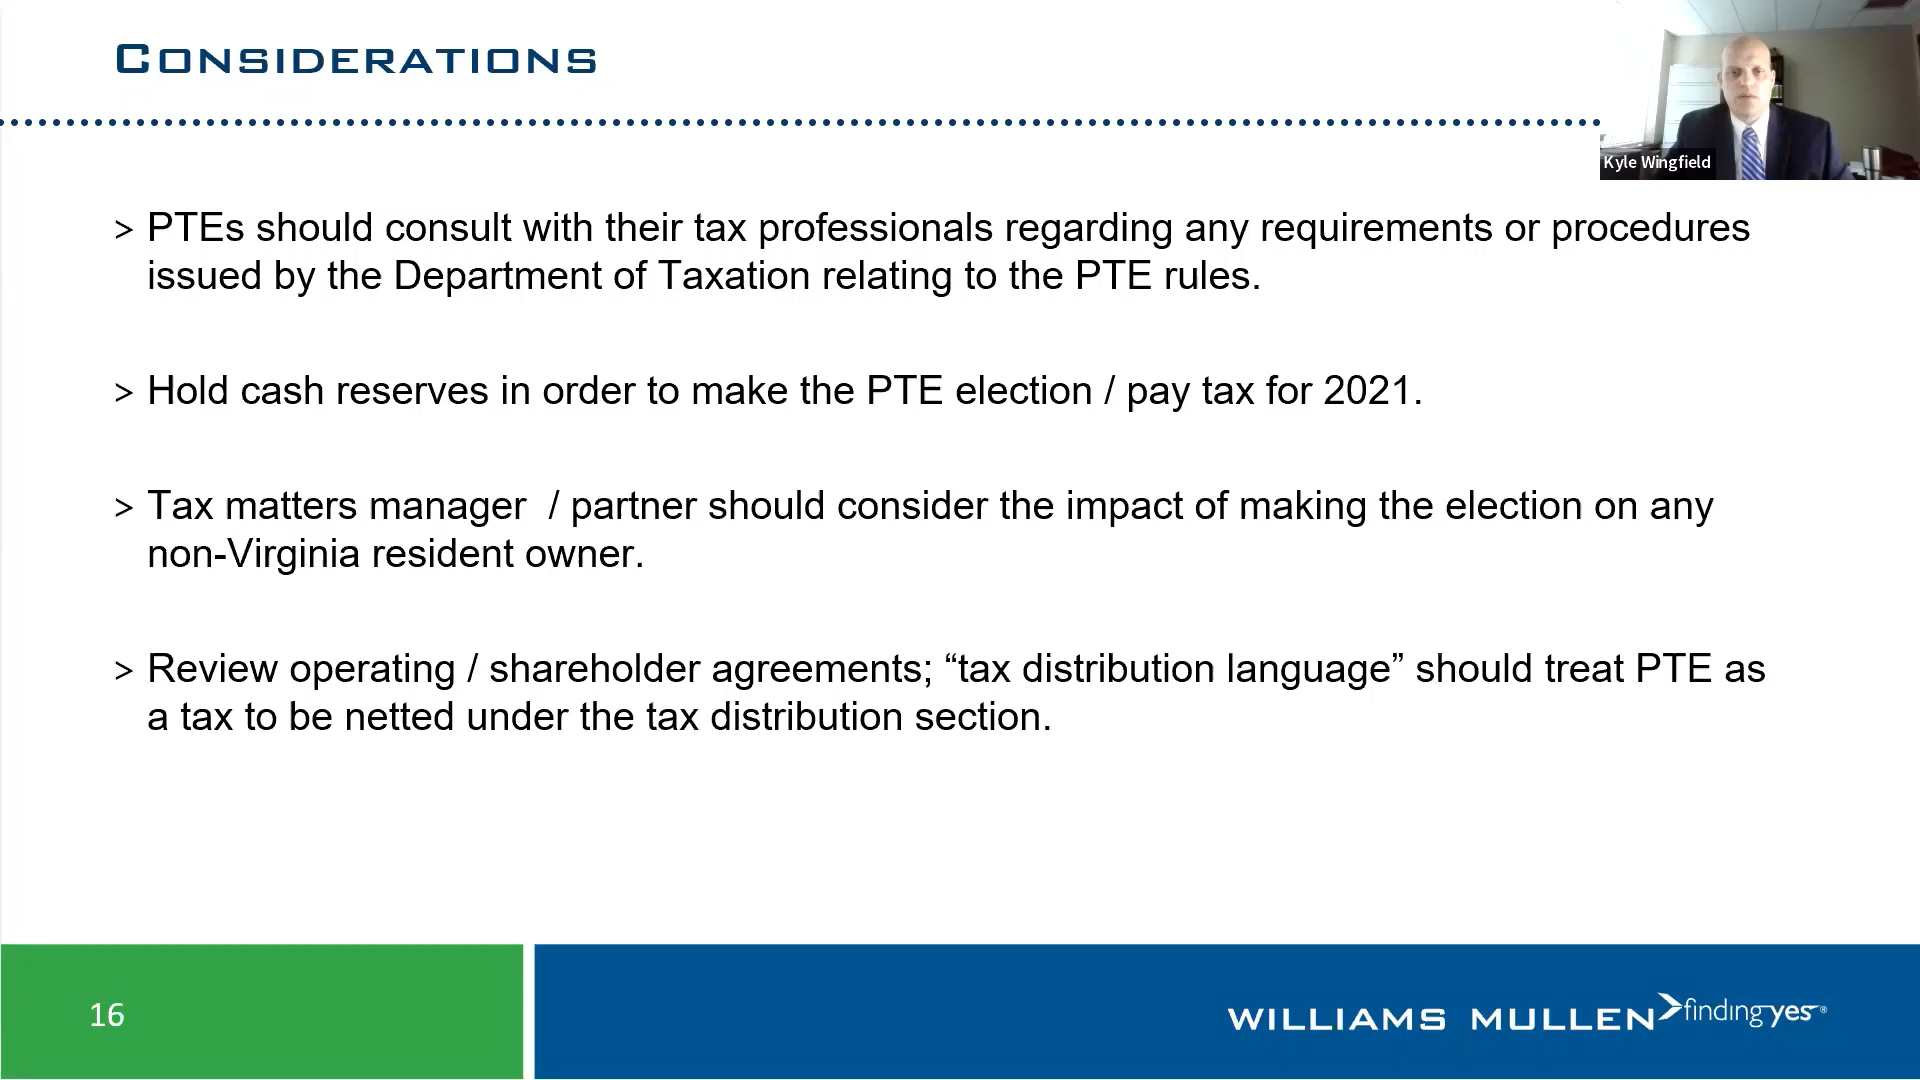 CONSIDERATIONS
Kyle Wingfield
> PTEs should consult with their tax professionals regarding any requirements or procedures
issued by the Department of Taxation relating to the PTE rules.
> Hold cash reserves in order to make the PTE election / pay tax for 2021.
> Tax matters manager  / partner should consider the impact of making the election on any
non-Virginia resident owner.
> Review operating / shareholder agreements; “tax distribution language” should treat PTE as
a tax to be netted under the tax distribution section.
16
WILLIAMS MULLEN finding yes®